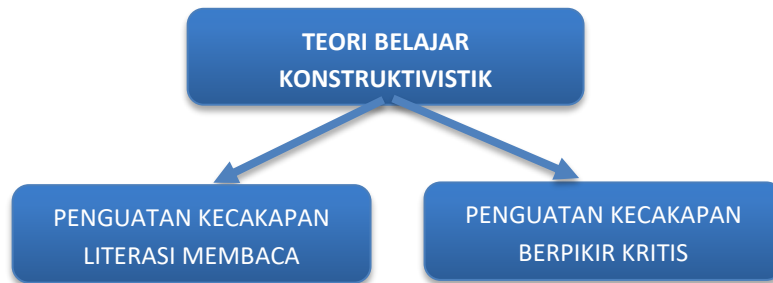 TEORI BELAJAR
KONSTRUKTIVISTIK
PENGUATAN KECAKAPAN
LITERASI MEMBACA
PENGUATAN KECAKAPAN
BERPIKIR KRITIS